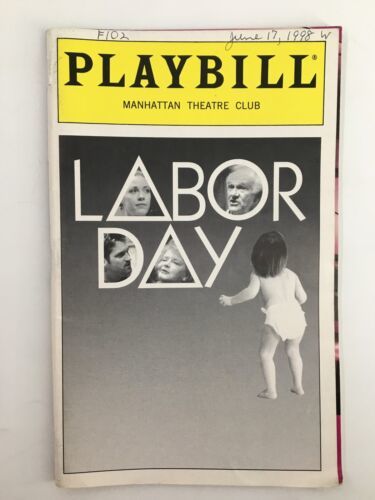 F102 June 17, 1998 W
PLAYBILL®
MANHATTAN THEATRE CLUB
LABOR
DAY